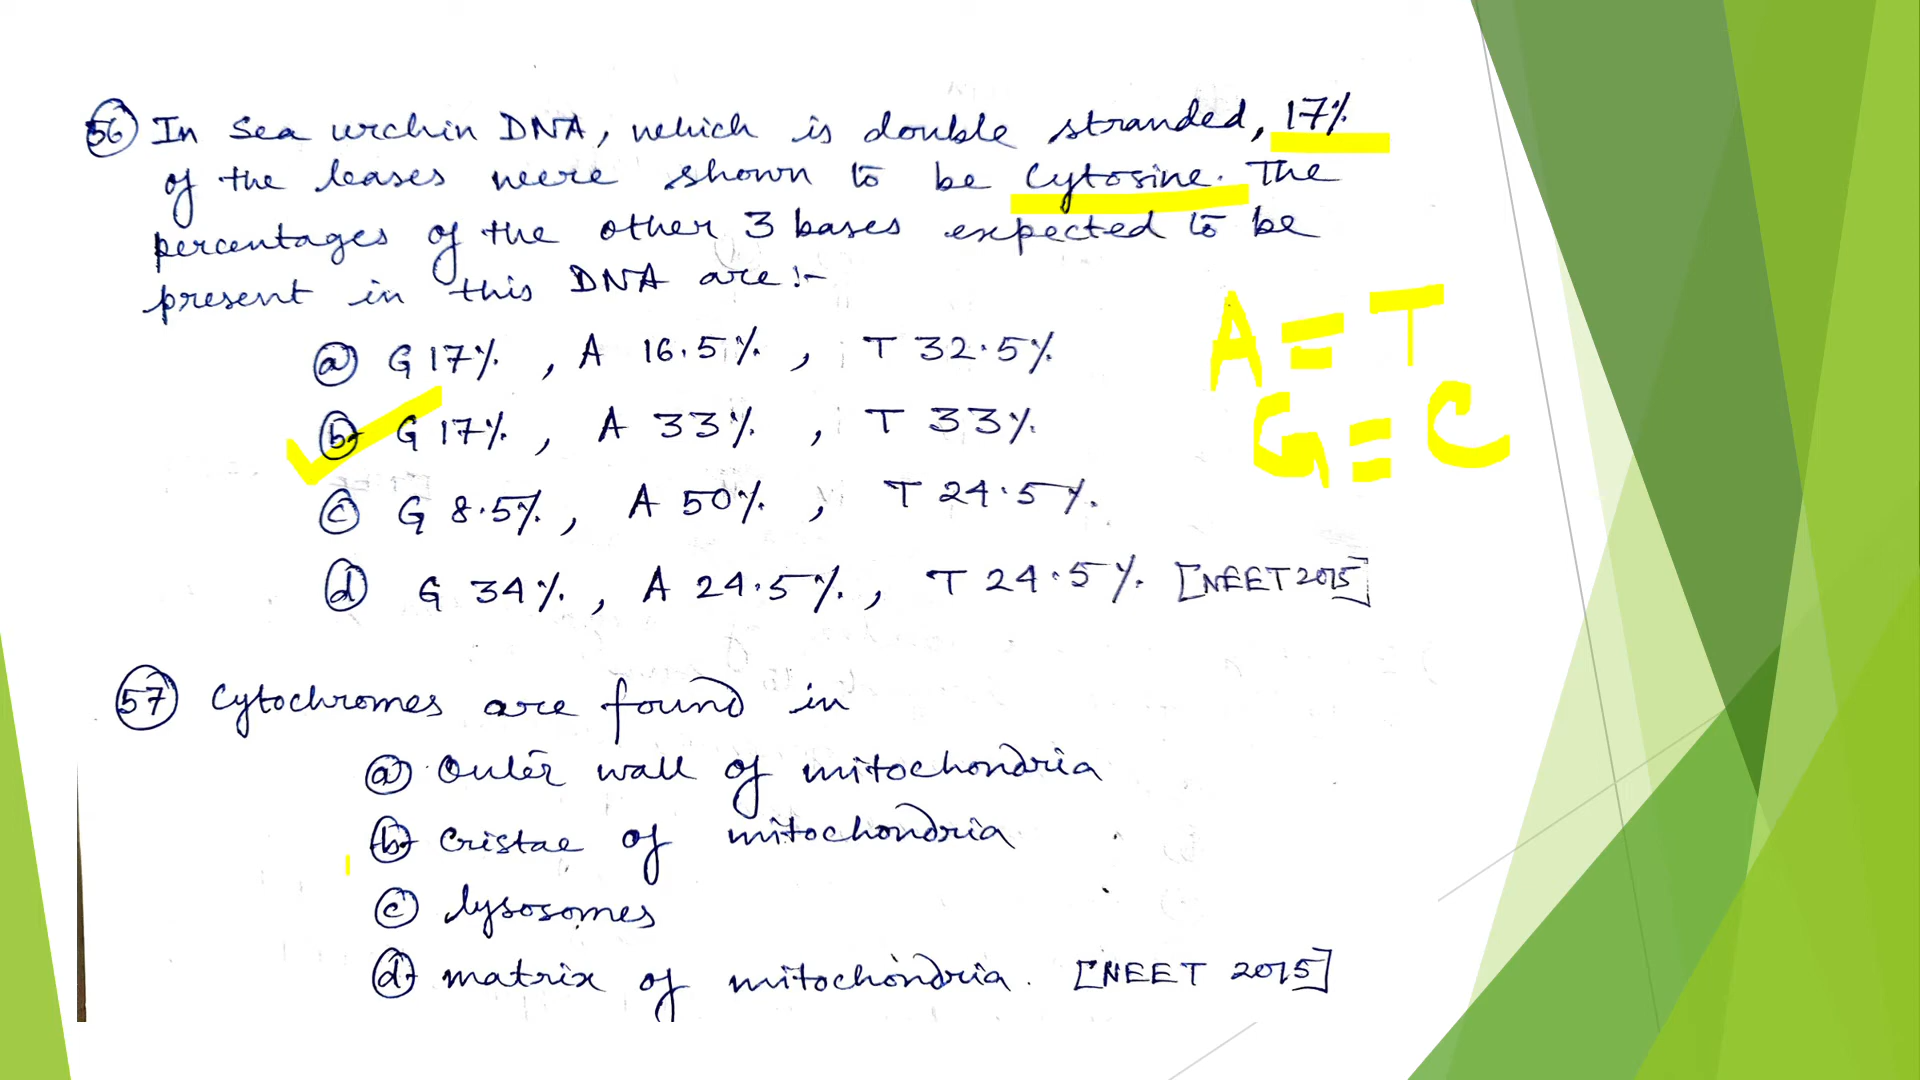 56 In Sea urchin DNA, which is double stranded, 17%
of the bases were shown to be Cytosine. The
percentages of the other 3 bases expected to be
present in this DNA are :-
a G 17%, A 16.5%, T 32.5%
b G 17%, A 33%, T 33%
c G 8.5%, A 50%, T 24.5%.
d G 34%, A 24.5%, T 24.5%. [NEET 2015]
A = T
G = C
57 Cytochromes are found in
a Outer wall of mitochondria
b Cristae of mitochondria
c lysosomes
d matrix of mitochondria. [NEET 2015]